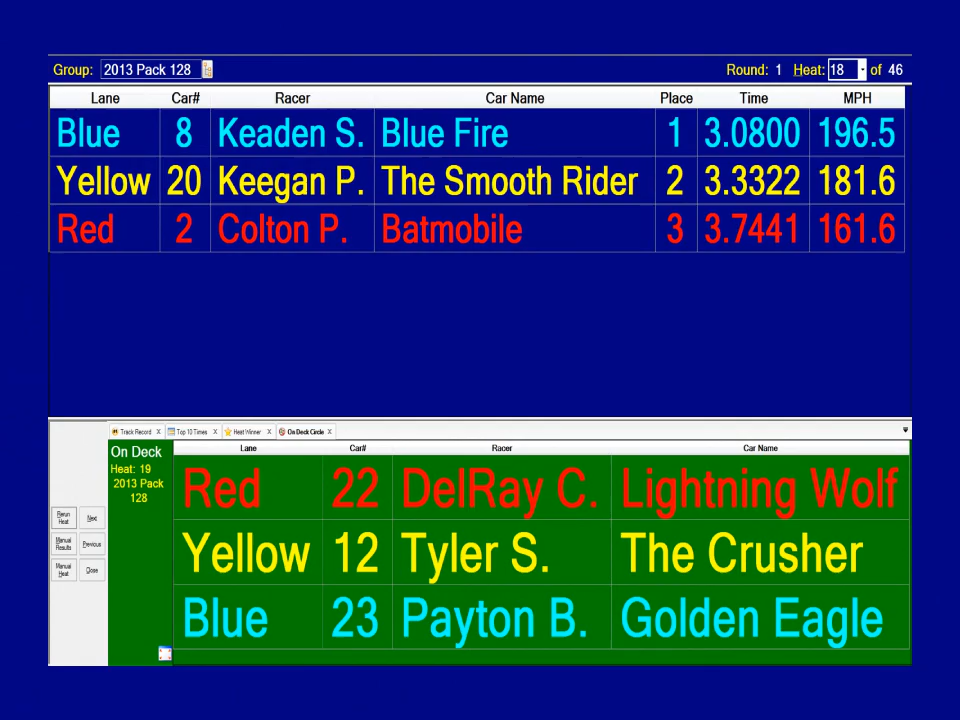 Group: 2013 Pack 128 Round: 1 Heat: 18 of 46
Lane Car# Racer Car Name Place Time MPH
Blue 8 Keaden S. Blue Fire 1 3.0800 196.5
Yellow 20 Keegan P. The Smooth Rider 2 3.3322 181.6
Red 2 Colton P. Batmobile 3 3.7441 161.6
Track Record X Top 10 Times X Heat Winner X On Deck Circle X
On Deck
Heat: 19
2013 Pack
128
Lane Car# Racer Car Name
Red 22 DelRay C. Lightning Wolf
Yellow 12 Tyler S. The Crusher
Blue 23 Payton B. Golden Eagle
Rerun
Heat
Next
Manual
Results
Previous
Manual
Heat
Close